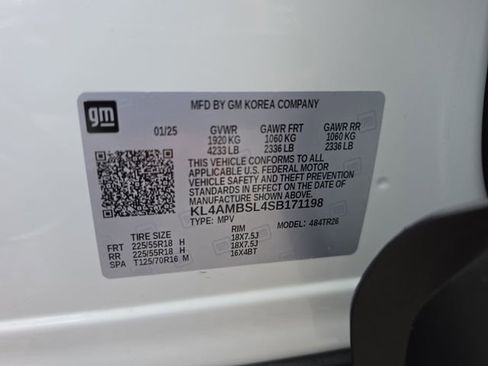 gm
MFD BY GM KOREA COMPANY
01/25 GVWR GAWR FRT GAWR RR
1920 KG 1060 KG 1060 KG
4233 LB 2336 LB 2336 LB
THIS VEHICLE CONFORMS TO ALL
APPLICABLE U.S. FEDERAL MOTOR
VEHICLE SAFETY AND THEFT
PREVENTION STANDARDS IN
EFFECT ON THE DATE OF
MANUFACTURE SHOWN ABOVE.
KL4AMBSL4SB171198
TYPE: MPV 484TR26
TIRE SIZE RIM
FRT 225/55R18 H 18X7.5J
RR 225/55R18 H 18X7.5J
SPA T125/70R16 M 16X4BT